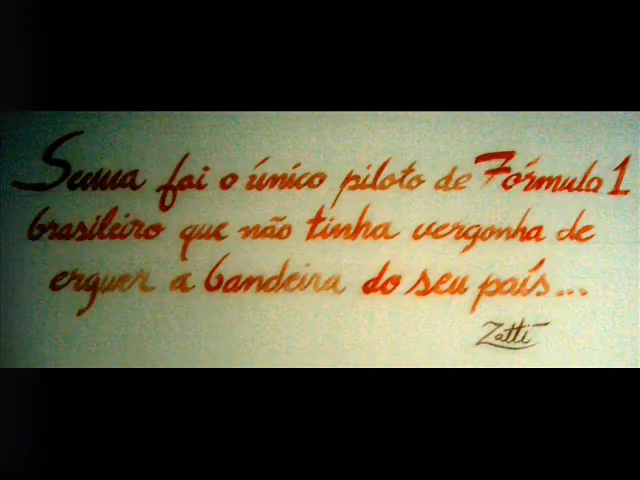 Senna foi o único piloto de Fórmula 1
brasileiro que não tinha vergonha de
erguer a bandeira do seu país...
Zatti